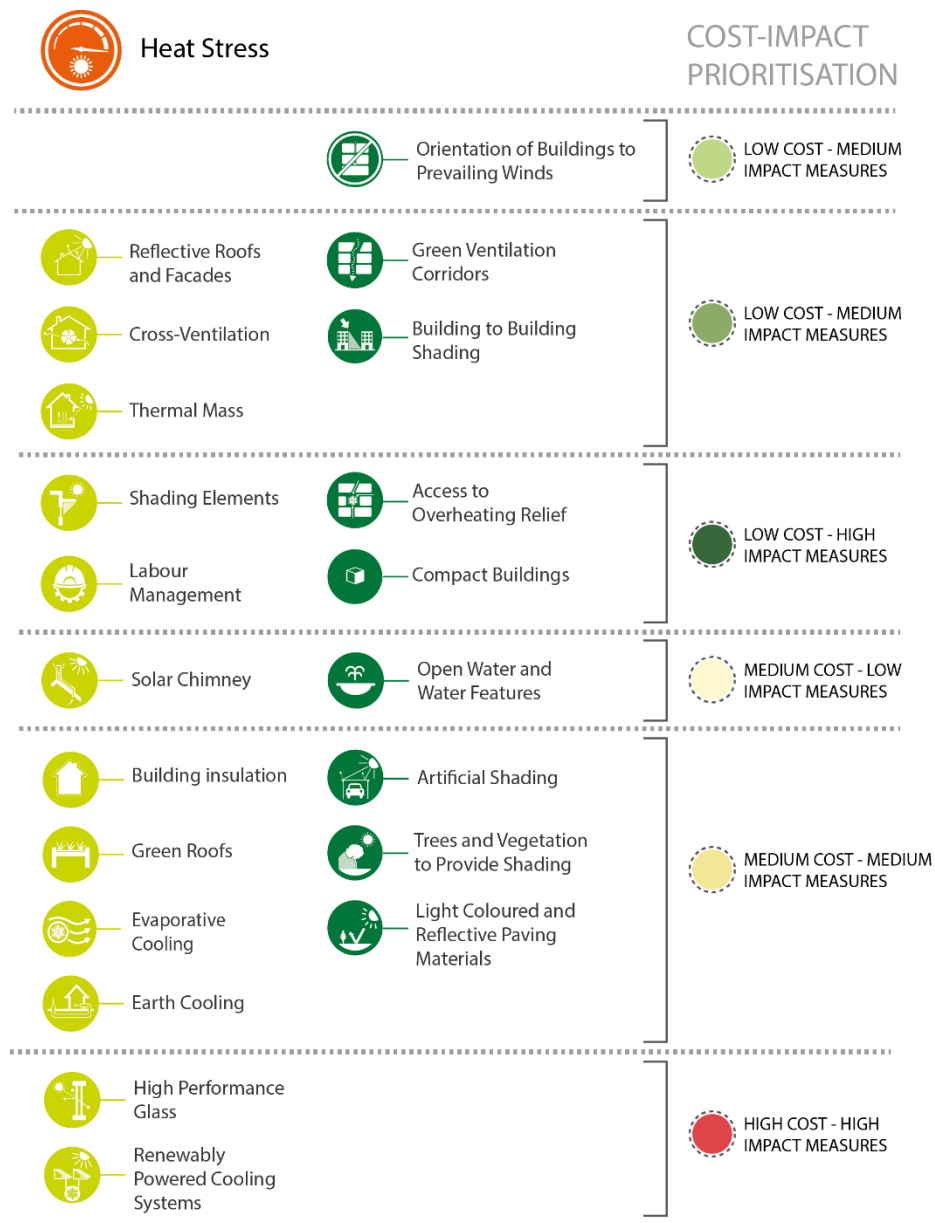 Heat Stress
COST-IMPACT
PRIORITISATION
Orientation of Buildings to
Prevailing Winds
LOW COST - MEDIUM
IMPACT MEASURES
Reflective Roofs
and Facades
Green Ventilation
Corridors
Cross-Ventilation
Building to Building
Shading
Thermal Mass
LOW COST - MEDIUM
IMPACT MEASURES
Shading Elements
Access to
Overheating Relief
Labour
Management
Compact Buildings
LOW COST - HIGH
IMPACT MEASURES
Solar Chimney
Open Water and
Water Features
MEDIUM COST - LOW
IMPACT MEASURES
Building insulation
Artificial Shading
Green Roofs
Trees and Vegetation
to Provide Shading
Evaporative
Cooling
Light Coloured and
Reflective Paving
Materials
Earth Cooling
MEDIUM COST - MEDIUM
IMPACT MEASURES
High Performance
Glass
Renewably
Powered Cooling
Systems
HIGH COST - HIGH
IMPACT MEASURES